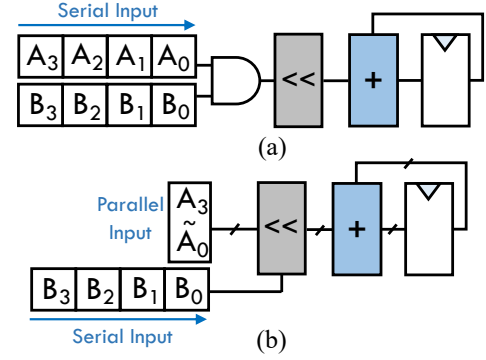 Serial Input
A3 A2 A1 A0
B3 B2 B1 B0
<<
+
(a)
Parallel
Input
A3
~
A0
<<
+
B3 B2 B1 B0
Serial Input
(b)